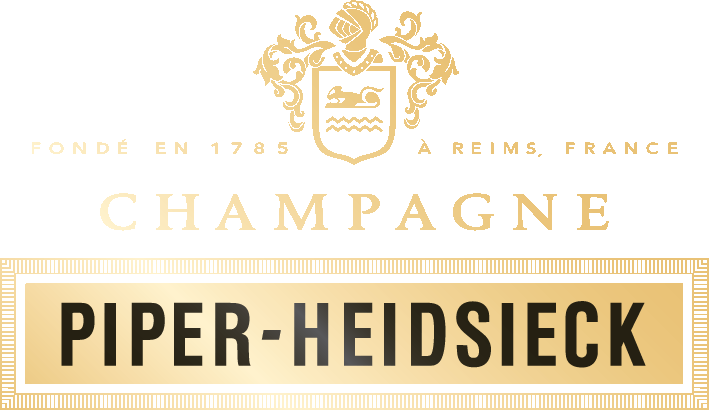 FONDÉ EN 1785 À REIMS, FRANCE
CHAMPAGNE
PIPER-HEIDSIECK